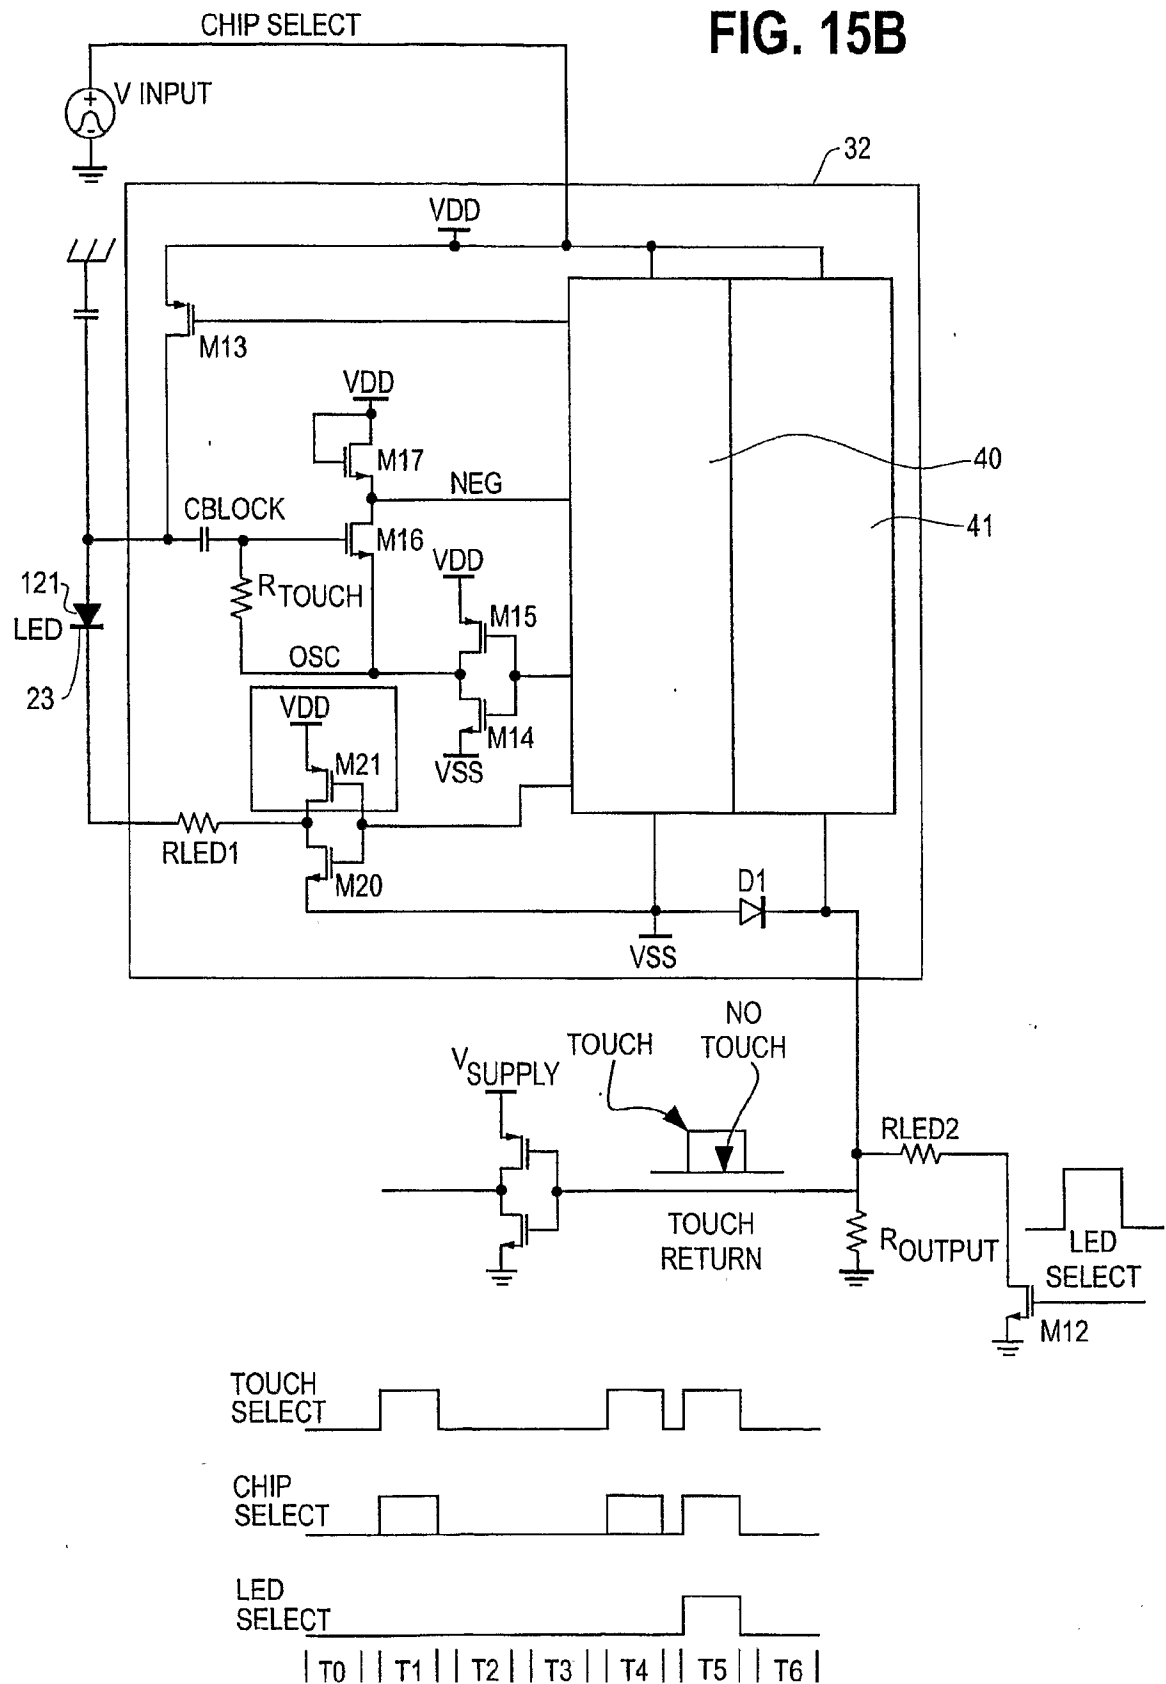 CHIP SELECT
FIG. 15B
V INPUT
+
-
32
VDD
M13
VDD
M17
NEG
40
CBLOCK
M16
41
VDD
121
R TOUCH
M15
LED
OSC
23
VDD
M14
VSS
M21
RLED1
M20
D1
VSS
NO
TOUCH
TOUCH
VSUPPLY
RLED2
TOUCH
RETURN
ROUTPUT
LED
SELECT
M12
TOUCH
SELECT
CHIP
SELECT
LED
SELECT
T0 T1 T2 T3 T4 T5 T6